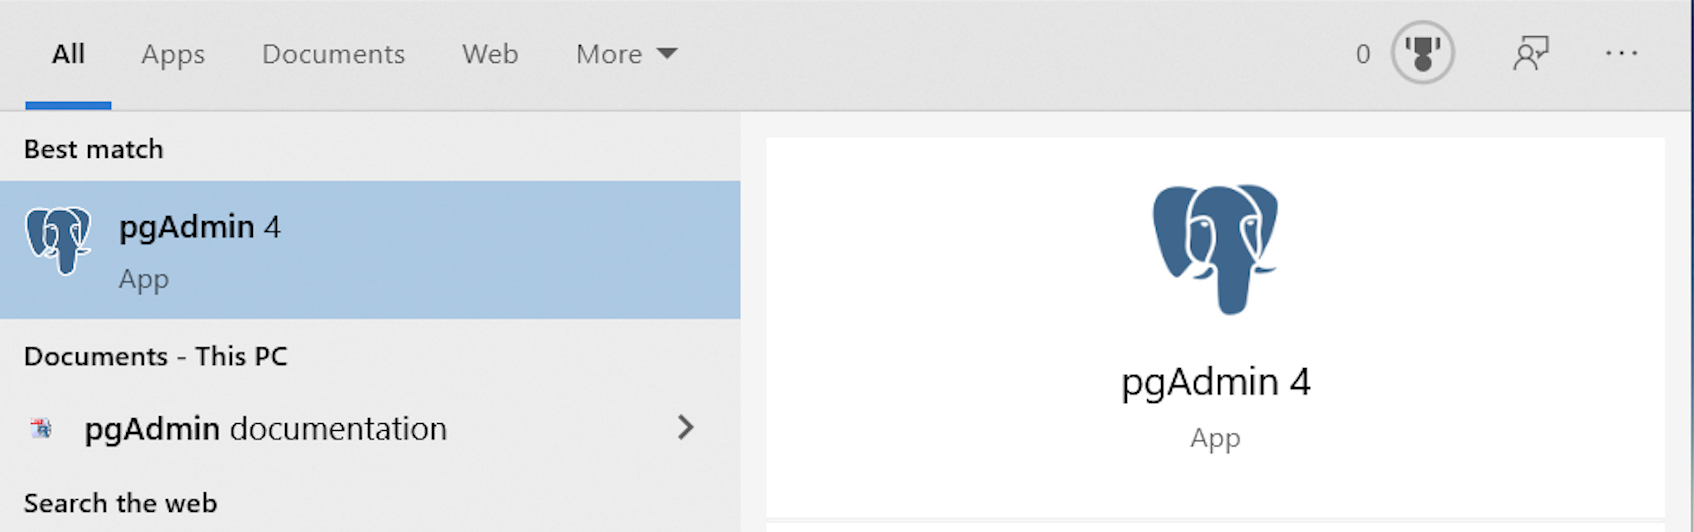 All Apps Documents Web More 0
Best match
pgAdmin 4
App
Documents - This PC
pgAdmin documentation
Search the web
pgAdmin 4
App